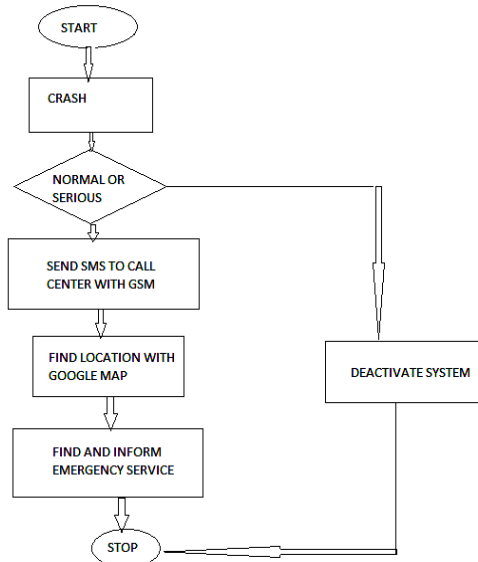 START
CRASH
NORMAL OR
SERIOUS
SEND SMS TO CALL
CENTER WITH GSM
FIND LOCATION WITH
GOOGLE MAP
DEACTIVATE SYSTEM
FIND AND INFORM
EMERGENCY SERVICE
STOP